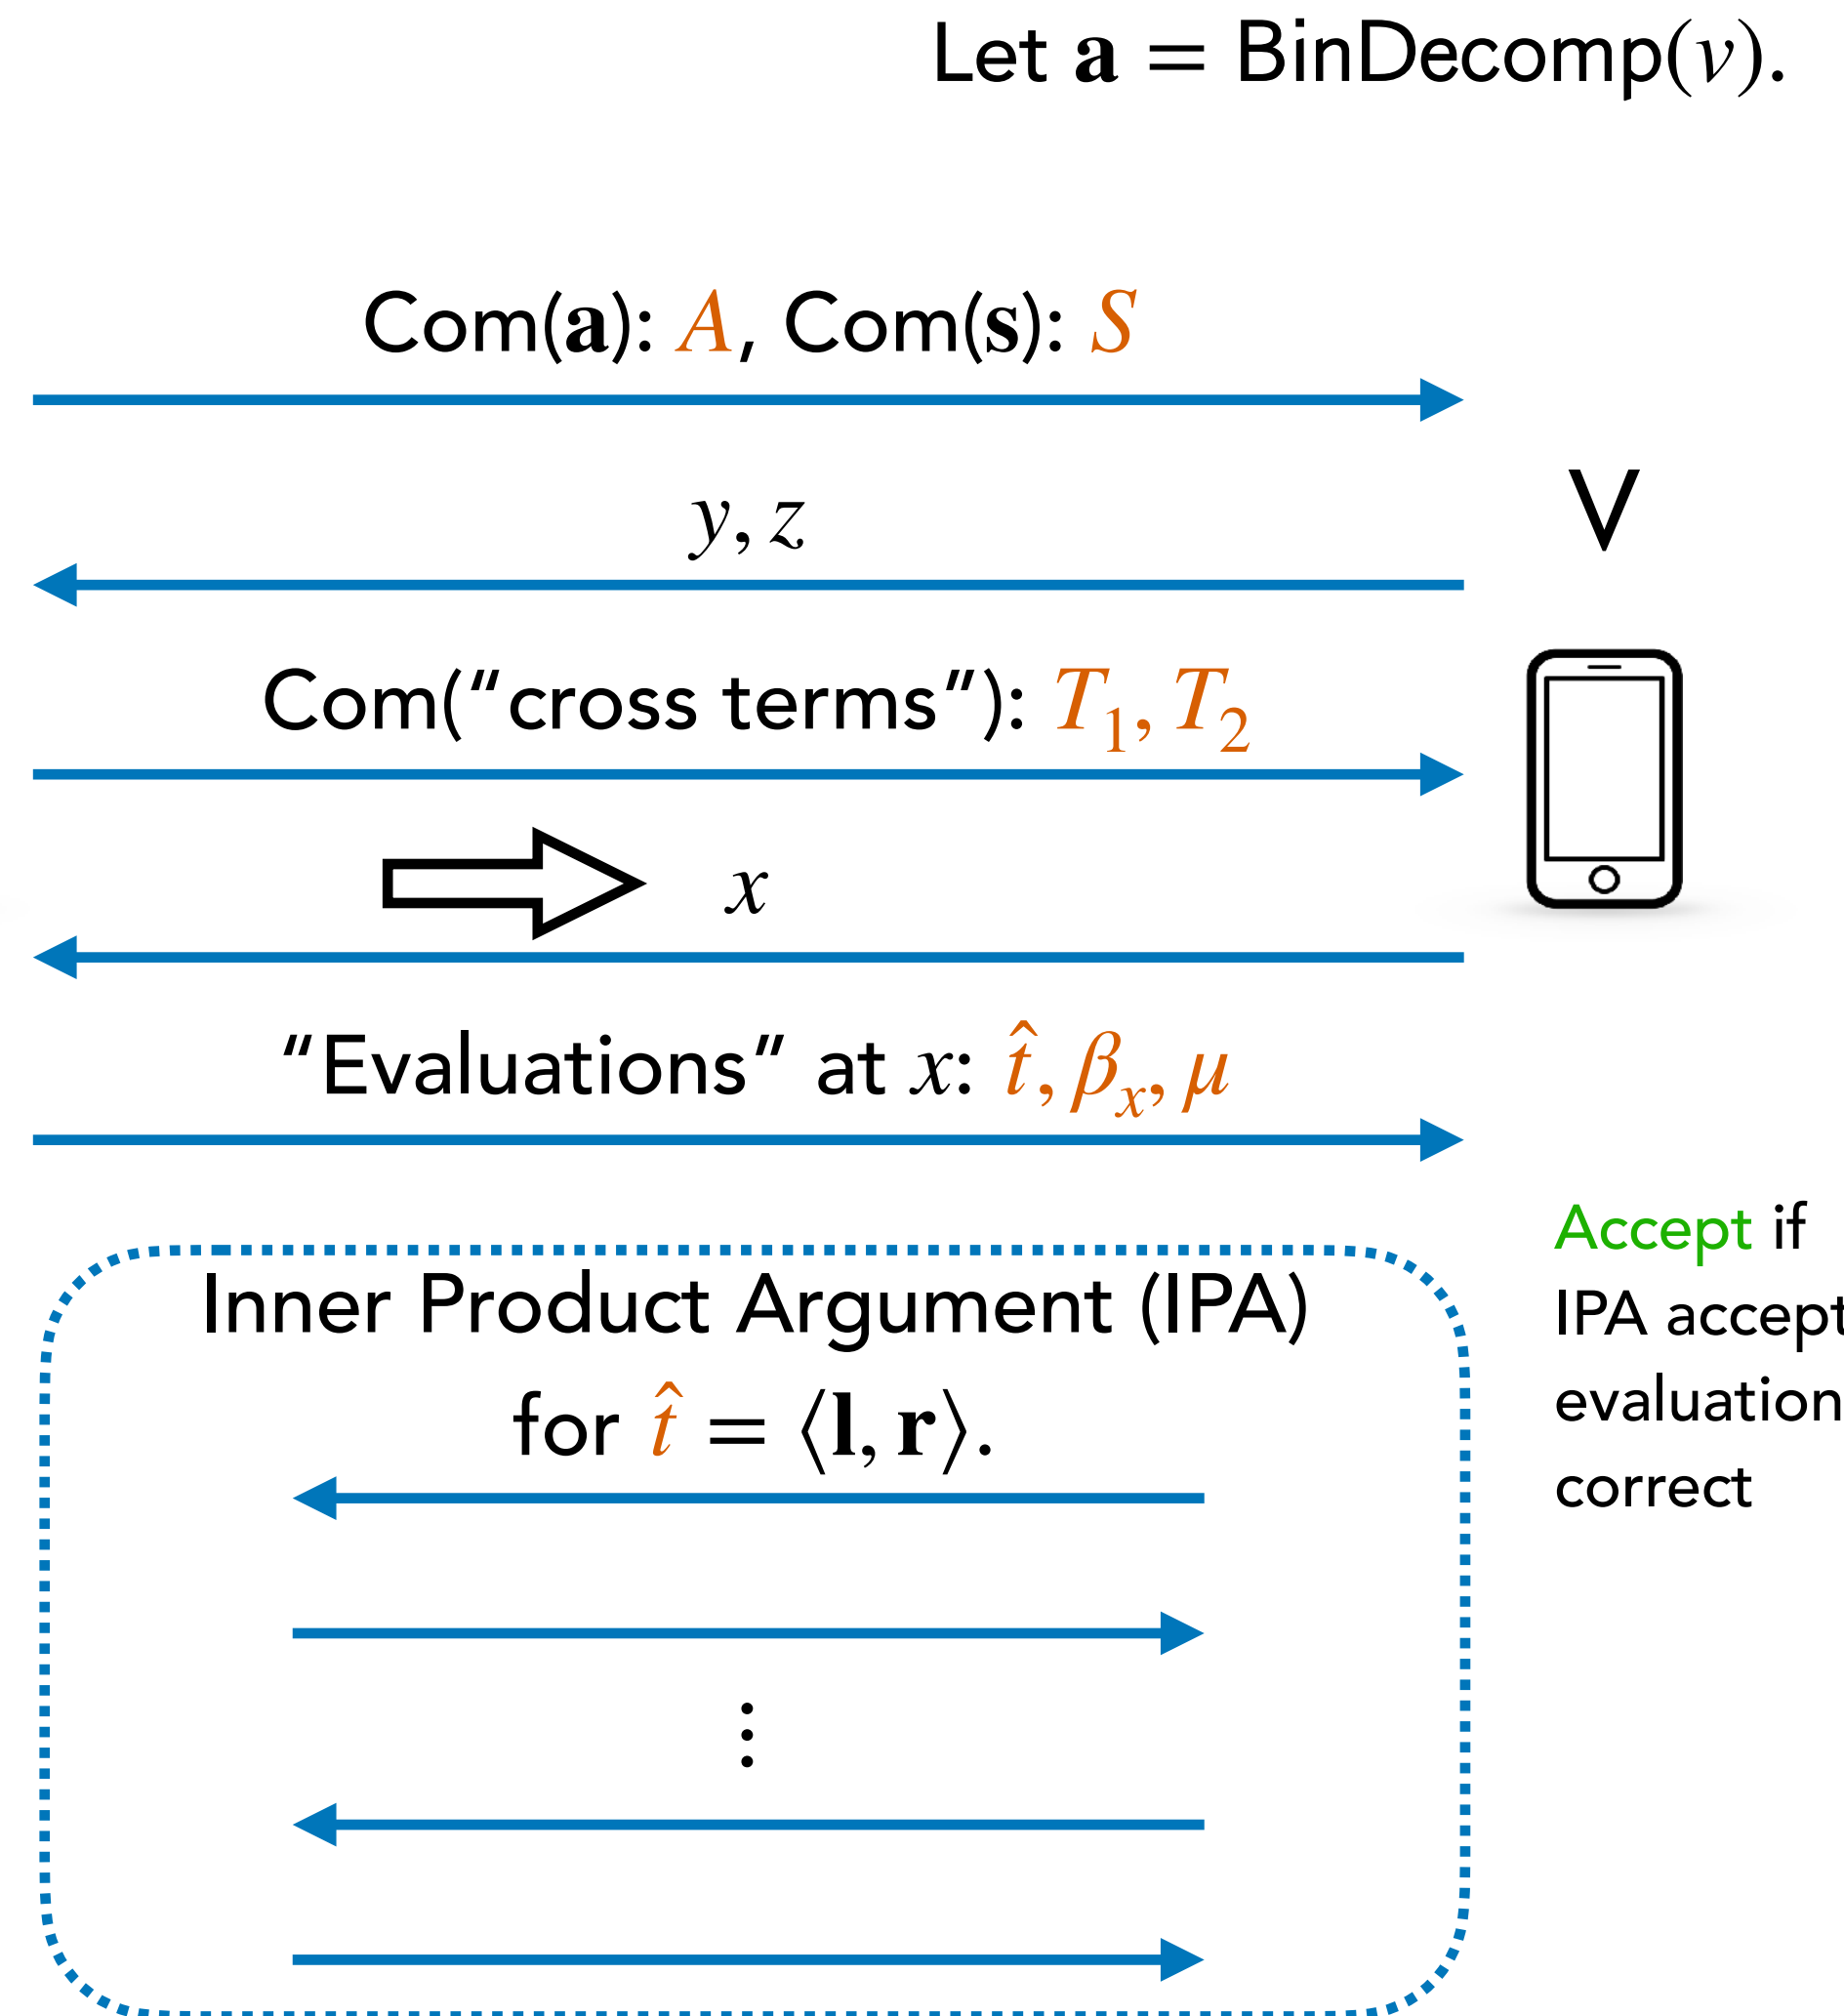 Let 𝐚 = BinDecomp(v).
Com(𝐚): A, Com(𝐬): S
y, z
V
Com(“cross terms”): T₁, T₂
x
“Evaluations” at x: t̂, βₓ, μ
Accept if
IPA accept
evaluation
correct
Inner Product Argument (IPA)
for t̂ = ⟨𝐥, 𝐫⟩.
⋮